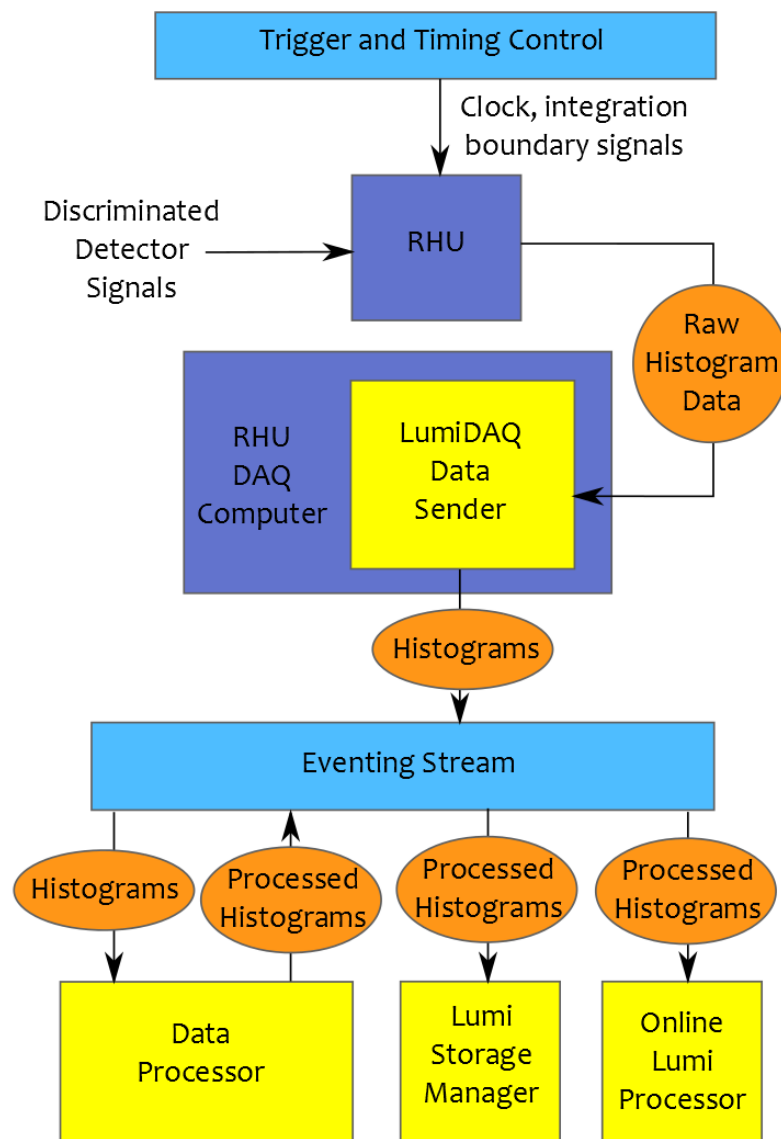 Trigger and Timing Control
Clock, integration
boundary signals
Discriminated
Detector
Signals
RHU
Raw
Histogram
Data
RHU
DAQ
Computer
LumiDAQ
Data
Sender
Histograms
Eventing Stream
Histograms
Processed
Histograms
Processed
Histograms
Processed
Histograms
Data
Processor
Lumi
Storage
Manager
Online
Lumi
Processor